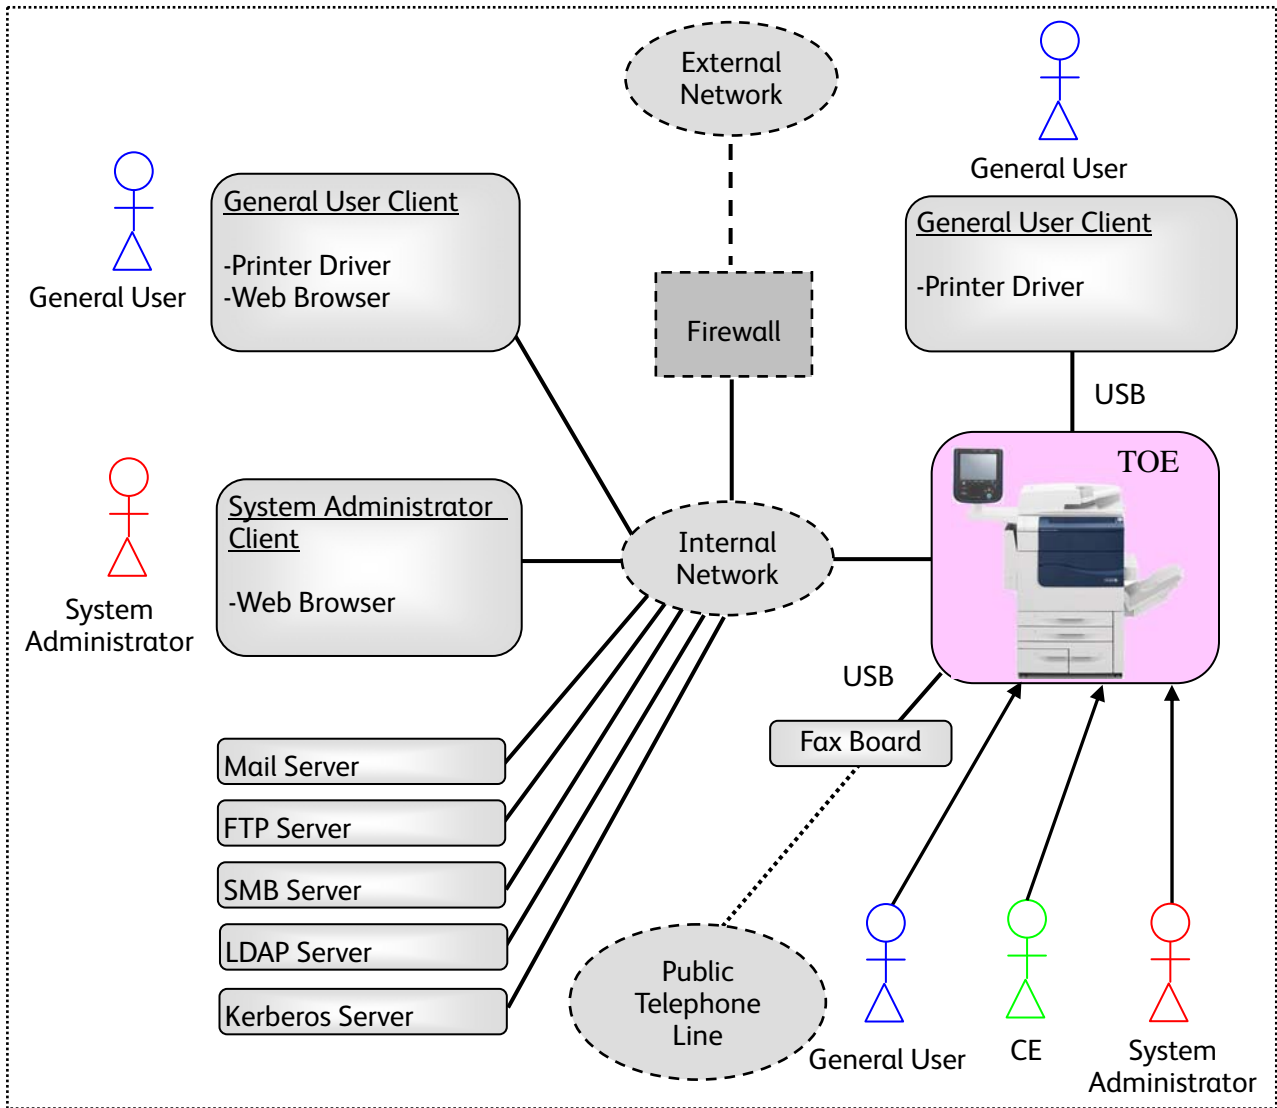 External
Network
General User
General User Client
-Printer Driver
-Web Browser
General User
General User Client
-Printer Driver
Firewall
USB
TOE
System Administrator
Client
-Web Browser
System
Administrator
Internal
Network
USB
Fax Board
Mail Server
FTP Server
SMB Server
LDAP Server
Kerberos Server
Public
Telephone
Line
General User
CE
System
Administrator